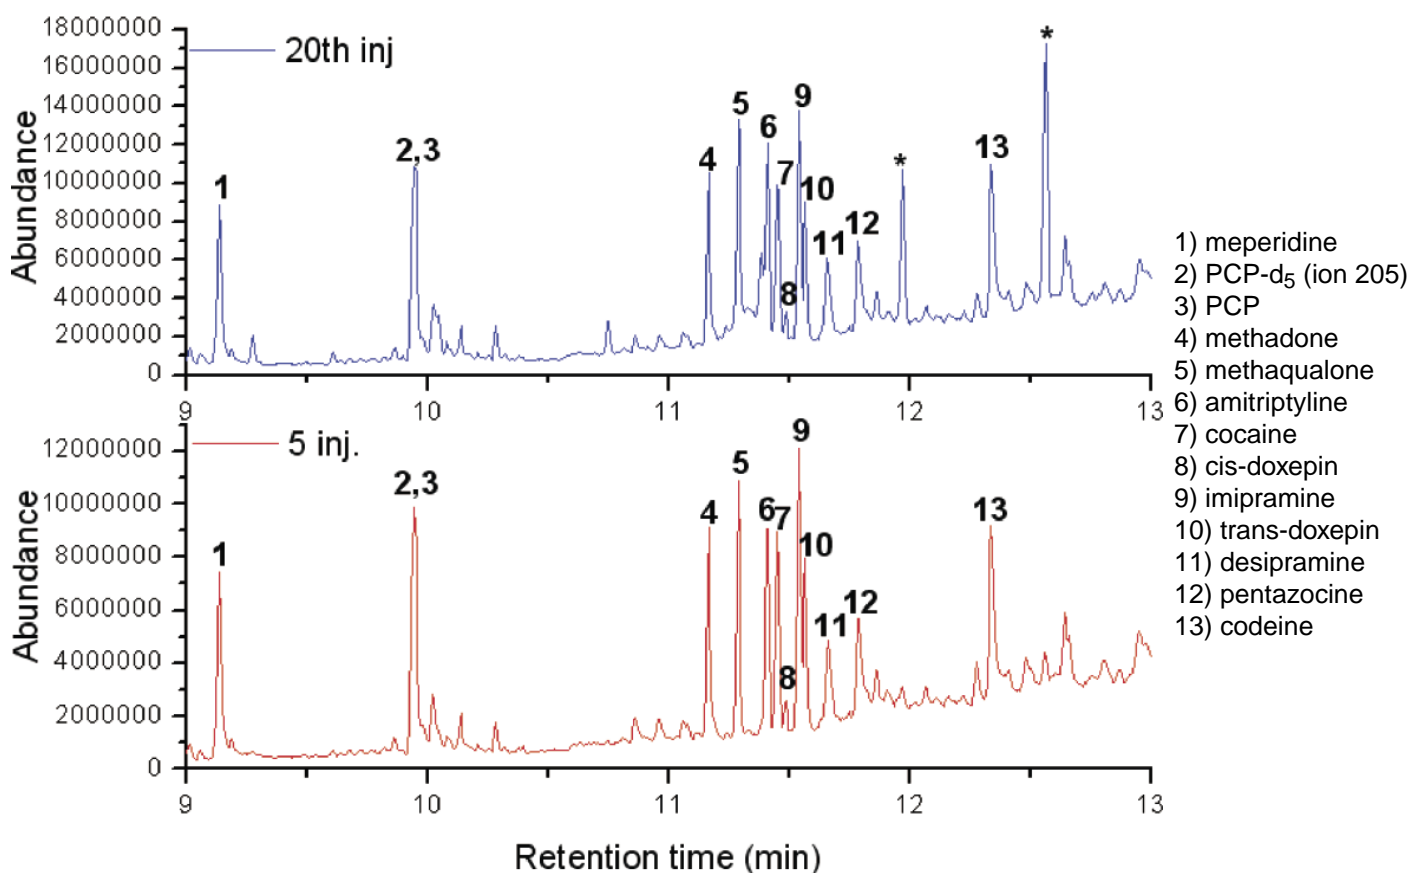 18000000
16000000
14000000
12000000
10000000
8000000
6000000
4000000
2000000
0
Abundance
20th inj
1
2,3
4
5
6
7
8
9
10
11
12
*
13
*
9
10
11
12
13
12000000
10000000
8000000
6000000
4000000
2000000
0
Abundance
5 inj.
1
2,3
4
5
6
7
8
9
10
11
12
13
9
10
11
12
13
Retention time (min)
1) meperidine
2) PCP-d5 (ion 205)
3) PCP
4) methadone
5) methaqualone
6) amitriptyline
7) cocaine
8) cis-doxepin
9) imipramine
10) trans-doxepin
11) desipramine
12) pentazocine
13) codeine